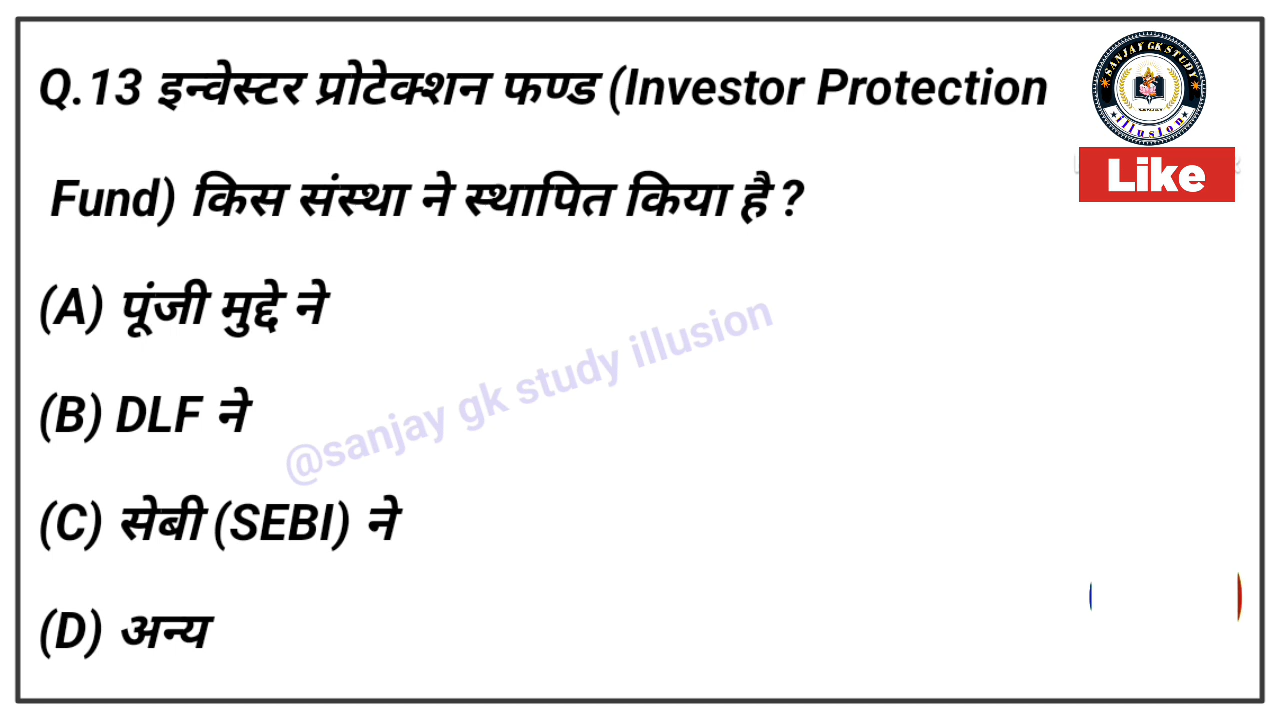 Q.13 इन्वेस्टर प्रोटेक्शन फण्ड (Investor Protection
Fund) किस संस्था ने स्थापित किया है ?
(A) पूंजी मुद्दे ने
(B) DLF ने
(C) सेबी (SEBI) ने
(D) अन्य
@sanjay gk study illusion
SANJAY GK STUDY
illusion
Like